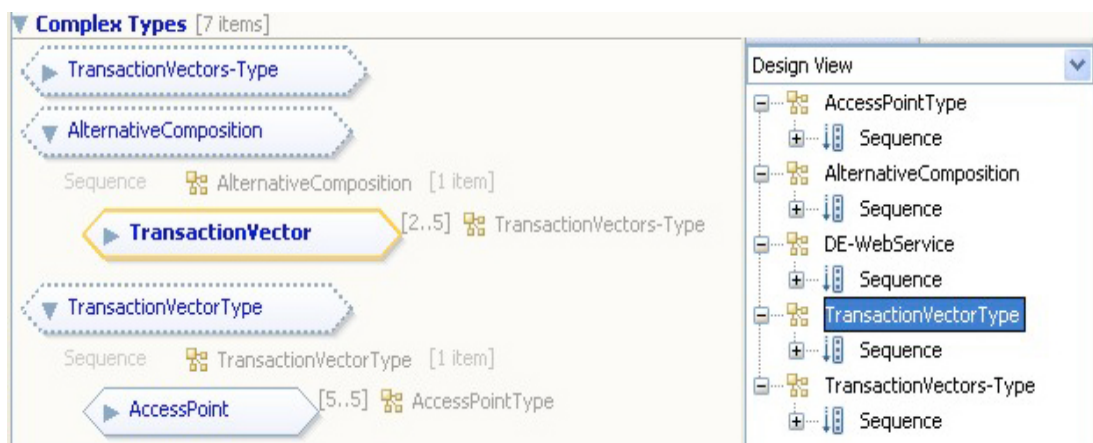 Complex Types [7 items]
TransactionVectors-Type
AlternativeComposition
Sequence AlternativeComposition [1 item]
TransactionVector [2..5] TransactionVectors-Type
TransactionVectorType
Sequence TransactionVectorType [1 item]
AccessPoint [5..5] AccessPointType
Design View
AccessPointType
Sequence
AlternativeComposition
Sequence
DE-WebService
Sequence
TransactionVectorType
Sequence
TransactionVectors-Type
Sequence